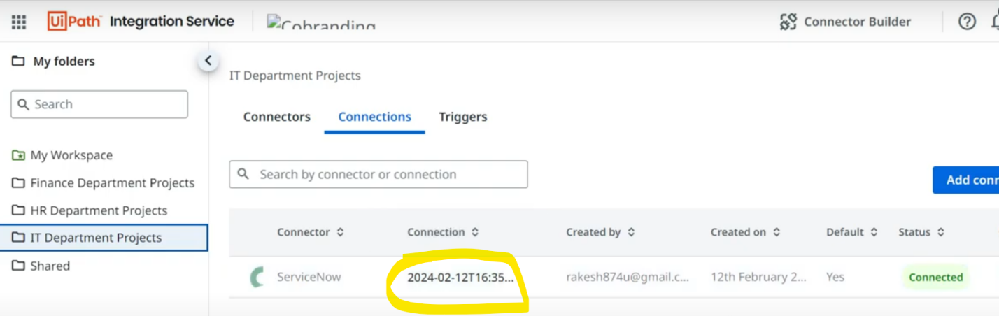 UiPath Integration Service Cobranding Connector Builder
My folders
Search
My Workspace
Finance Department Projects
HR Department Projects
IT Department Projects
Shared
IT Department Projects
Connectors Connections Triggers
Search by connector or connection
Add conn
Connector Connection Created by Created on Default Status
ServiceNow 2024-02-12T16:35... rakesh874u@gmail.c... 12th February 2... Yes Connected